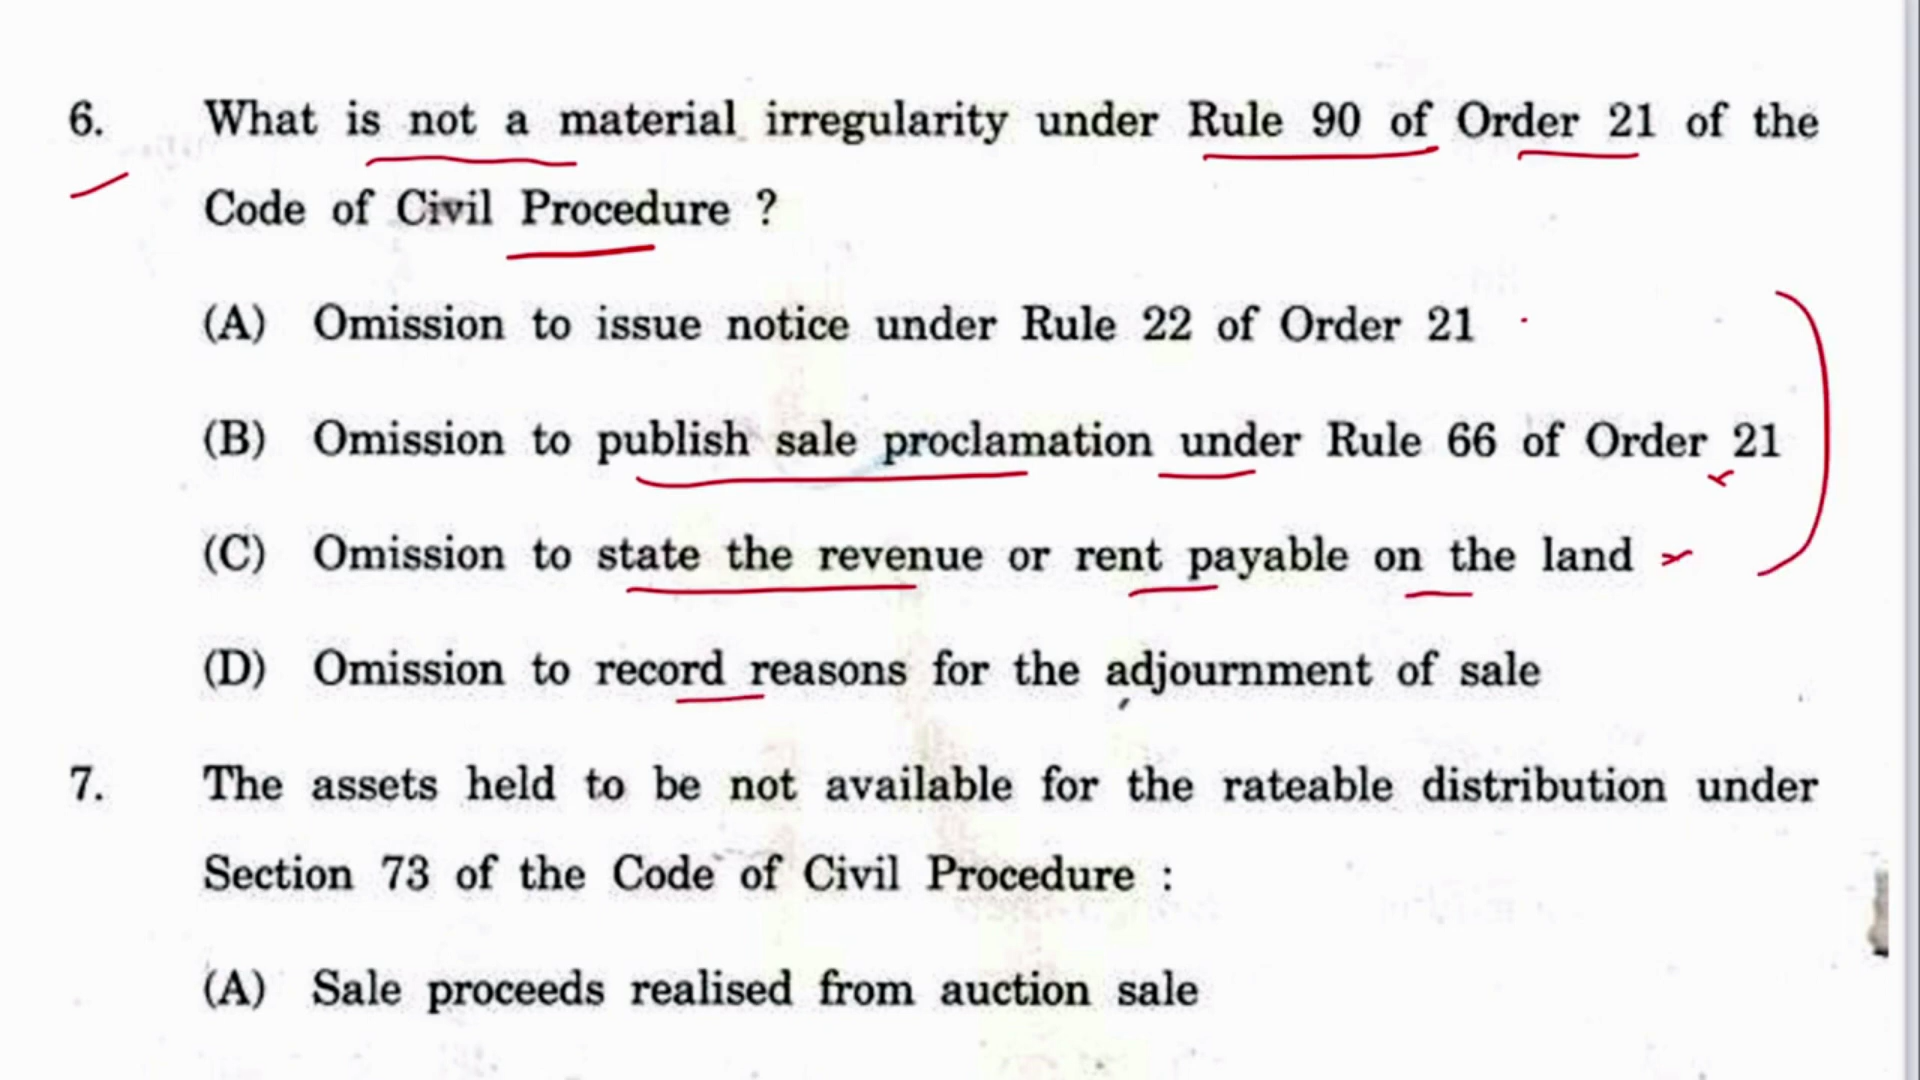 6. What is not a material irregularity under Rule 90 of Order 21 of the
Code of Civil Procedure ?
(A) Omission to issue notice under Rule 22 of Order 21
(B) Omission to publish sale proclamation under Rule 66 of Order 21
(C) Omission to state the revenue or rent payable on the land
(D) Omission to record reasons for the adjournment of sale
7. The assets held to be not available for the rateable distribution under
Section 73 of the Code of Civil Procedure :
(A) Sale proceeds realised from auction sale